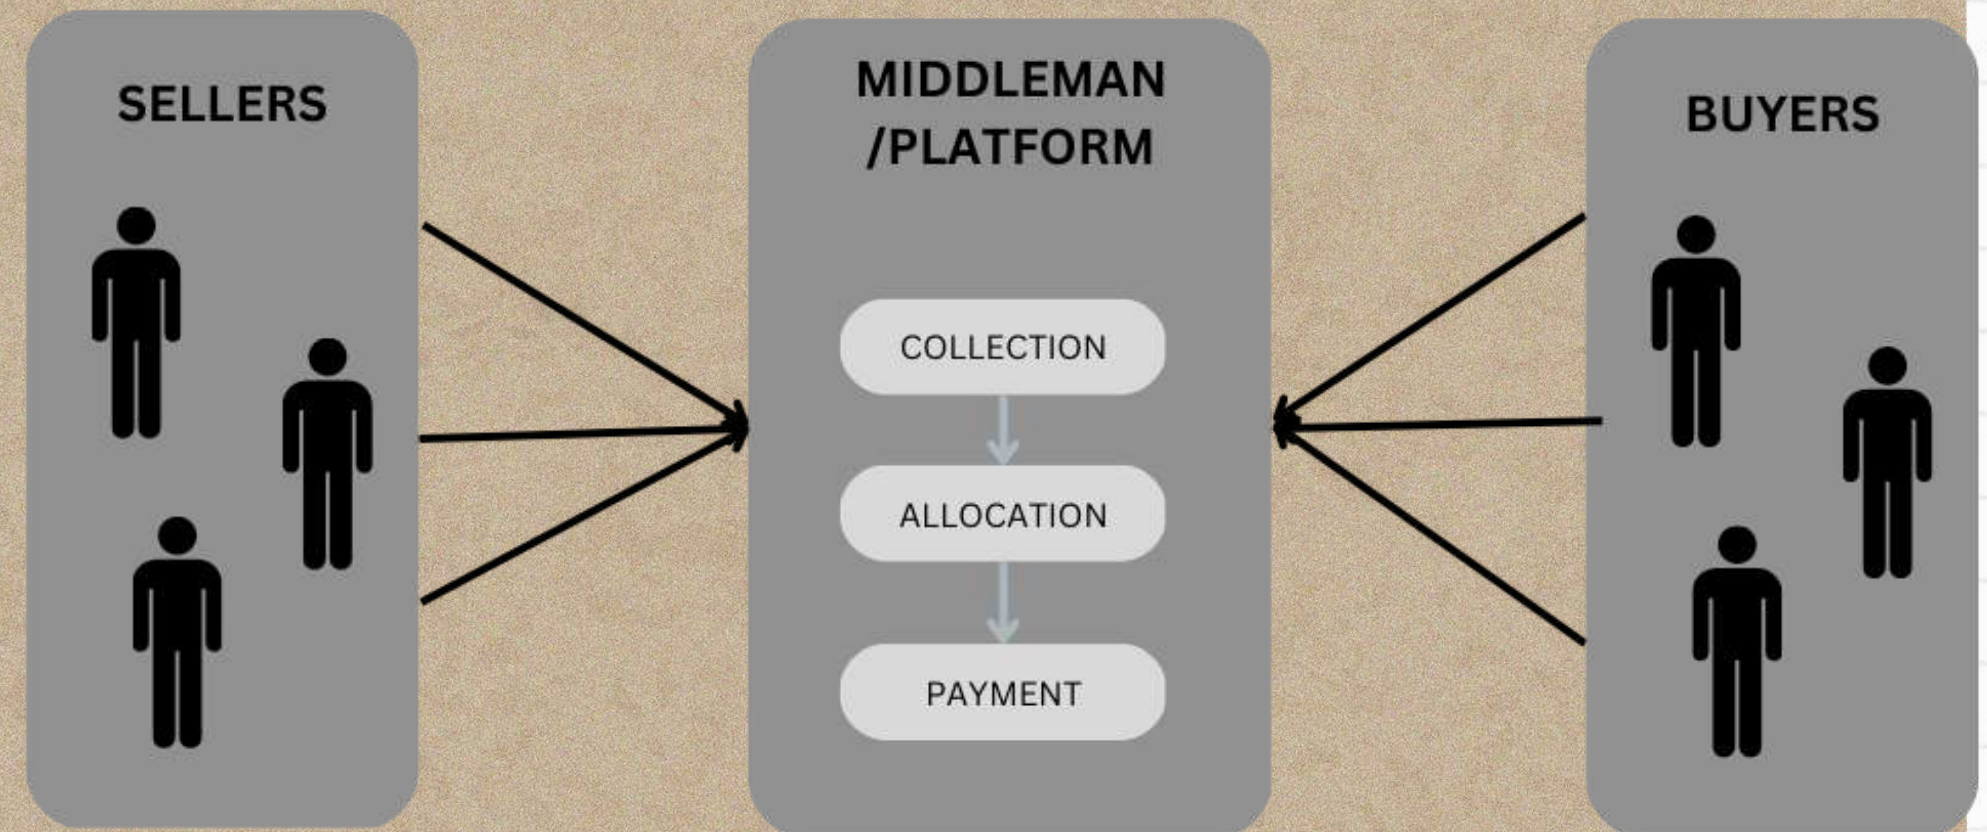 SELLERS
MIDDLEMAN
/PLATFORM
COLLECTION
ALLOCATION
PAYMENT
BUYERS